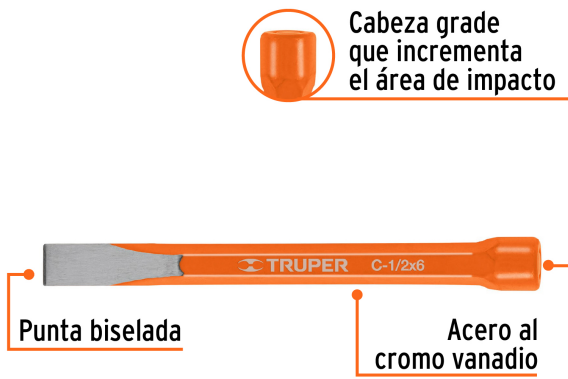 Cabeza grade
que incrementa
el área de impacto
TRUPER C-1/2x6
Punta biselada
Acero al
cromo vanadio